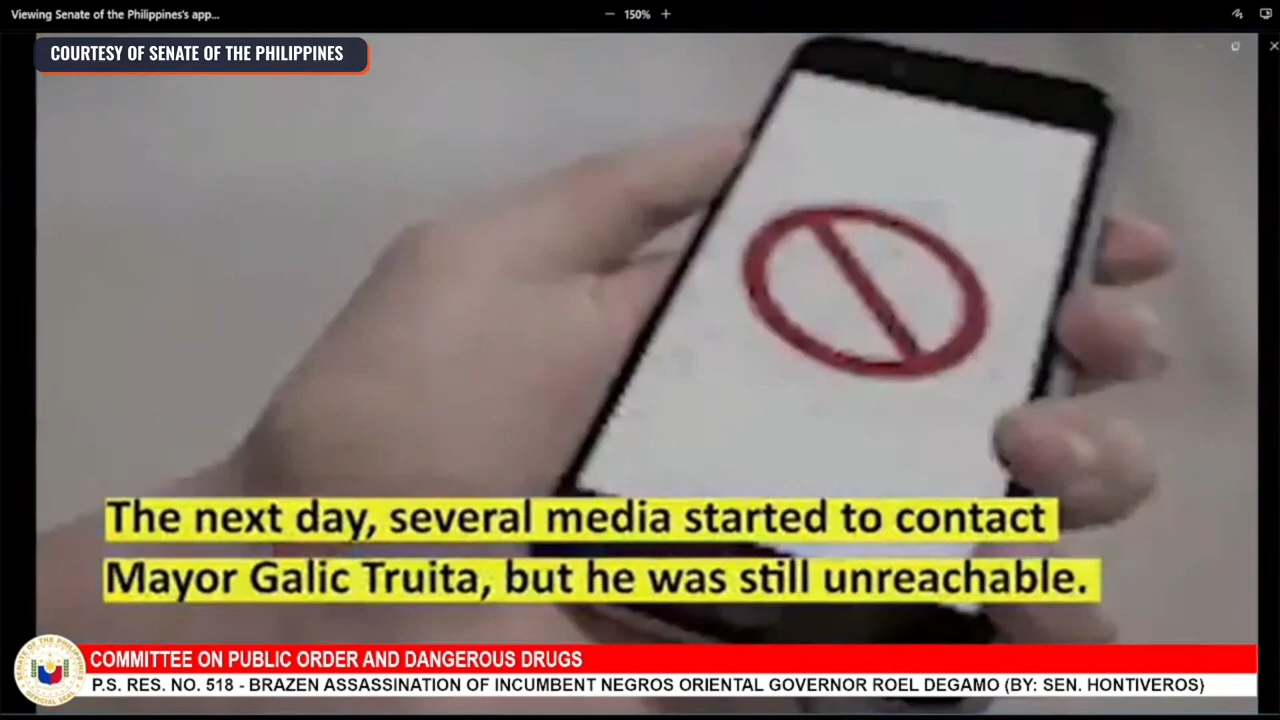 Viewing Senate of the Philippines's app...
150%
COURTESY OF SENATE OF THE PHILIPPINES
The next day, several media started to contact
Mayor Galic Truita, but he was still unreachable.
COMMITTEE ON PUBLIC ORDER AND DANGEROUS DRUGS
P.S. RES. NO. 518 - BRAZEN ASSASSINATION OF INCUMBENT NEGROS ORIENTAL GOVERNOR ROEL DEGAMO (BY: SEN. HONTIVEROS)